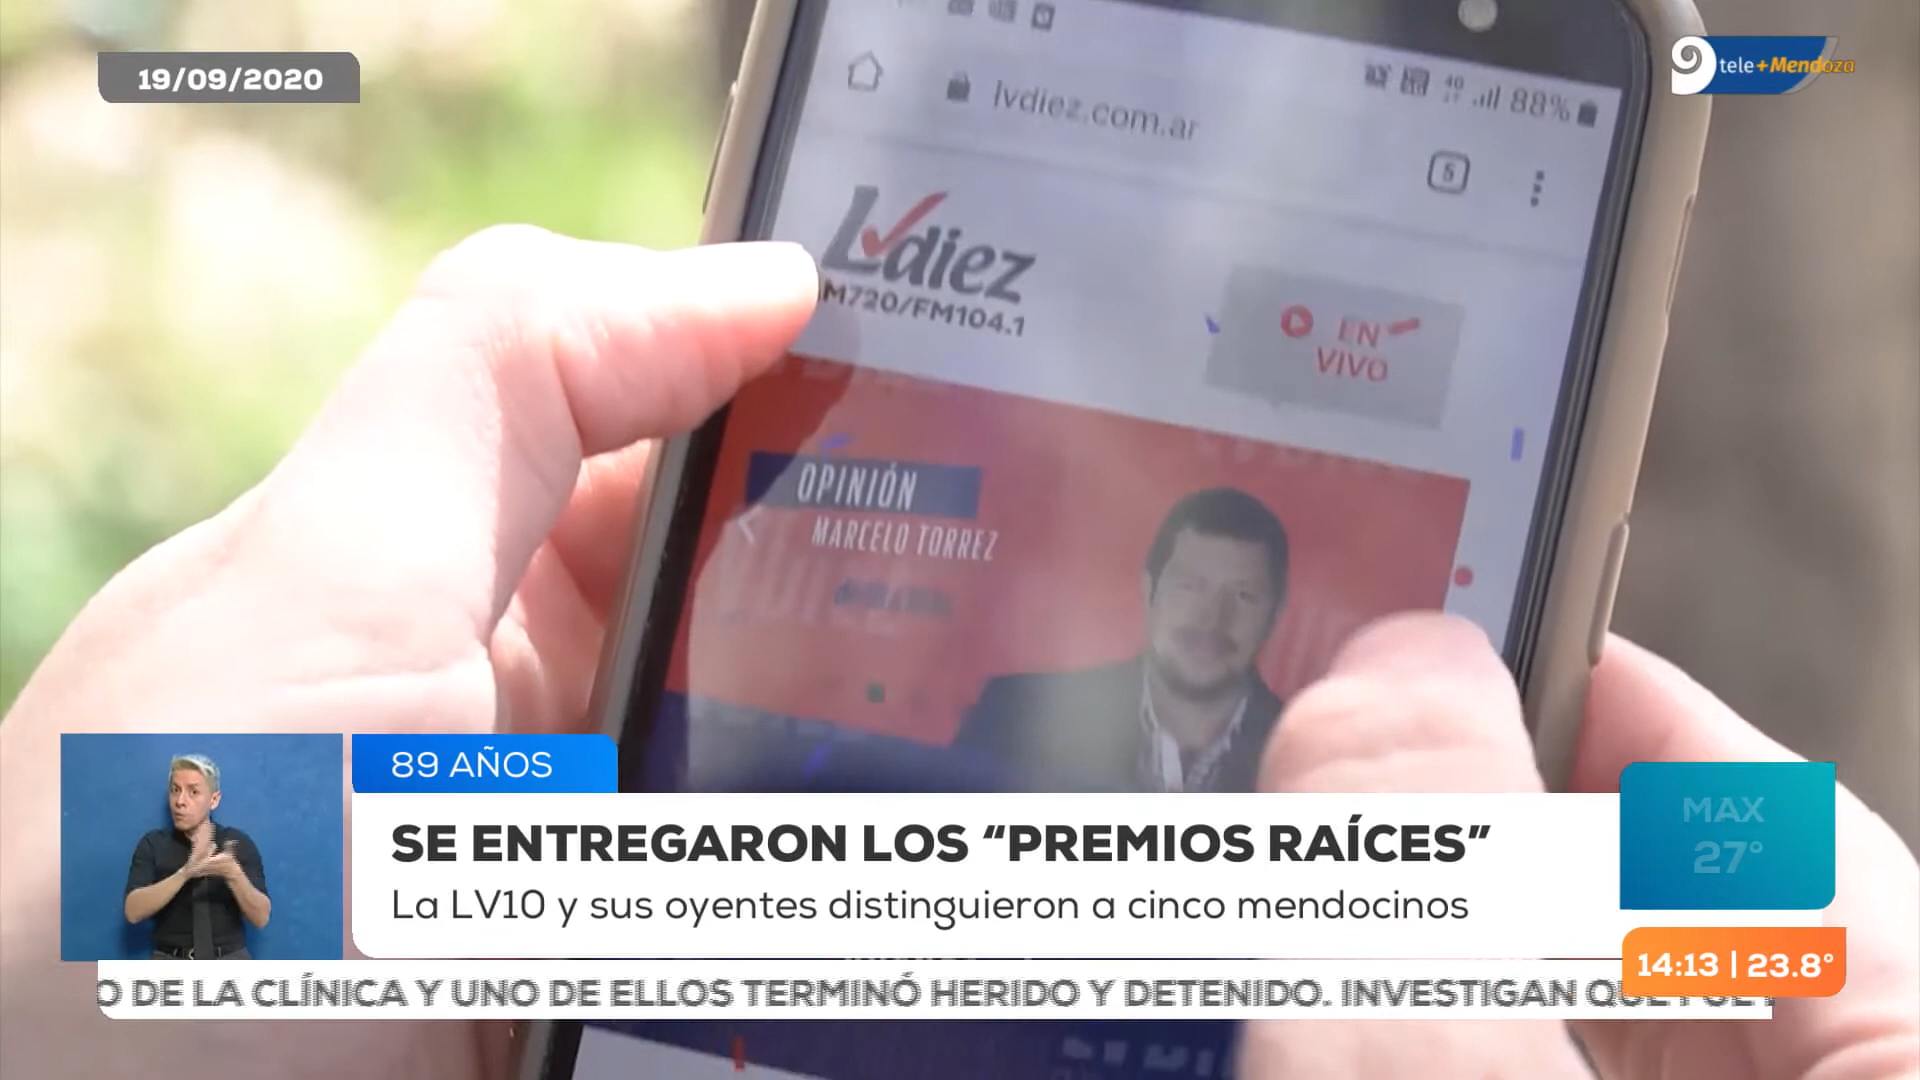 19/09/2020
9 tele+Mendoza
88%
lvdiez.com.ar
5
Lvdiez
M720/FM104.1
EN
VIVO
OPINIÓN
MARCELO TORREZ
89 AÑOS
SE ENTREGARON LOS “PREMIOS RAÍCES”
La LV10 y sus oyentes distinguieron a cinco mendocinos
MAX
27°
14:13 | 23.8°
O DE LA CLÍNICA Y UNO DE ELLOS TERMINÓ HERIDO Y DETENIDO. INVESTIGAN